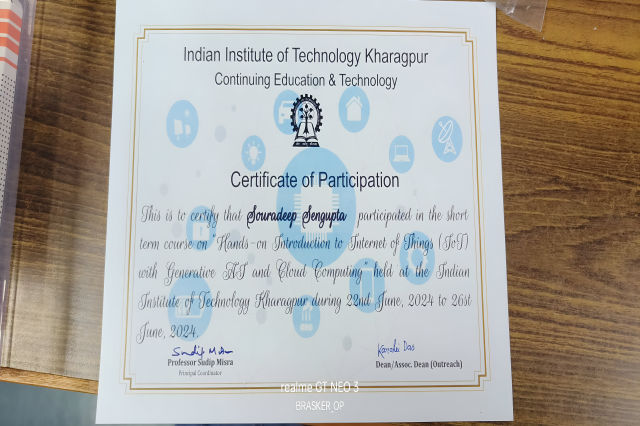 Indian Institute of Technology Kharagpur
Continuing Education & Technology
Certificate of Participation
This is to certify that Souradeep Sengupta participated in the short
term course on "Hands-on Introduction to Internet of Things (IoT)
with Generative AI and Cloud Computing" held at the Indian
Institute of Technology Kharagpur during 22nd June, 2024 to 26st
June, 2024.
Sudip Misra
Professor Sudip Misra
Principal Coordinator
Das
Dean/Assoc. Dean (Outreach)
realme GT NEO 3
BRASKER_OP